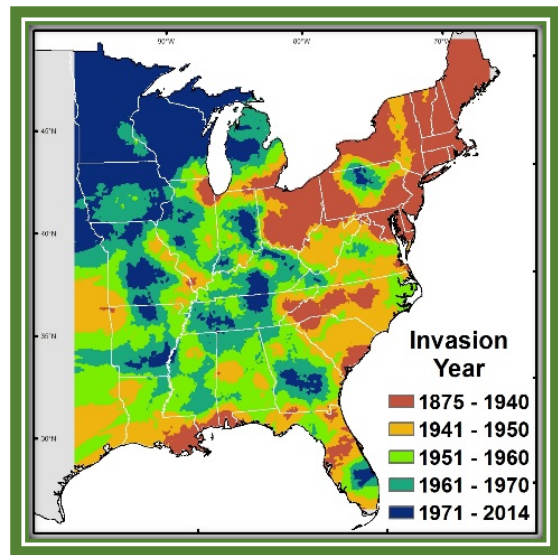 90°W 80°W 70°W
45°N
40°N
35°N
30°N
Invasion
Year
1875 - 1940
1941 - 1950
1951 - 1960
1961 - 1970
1971 - 2014